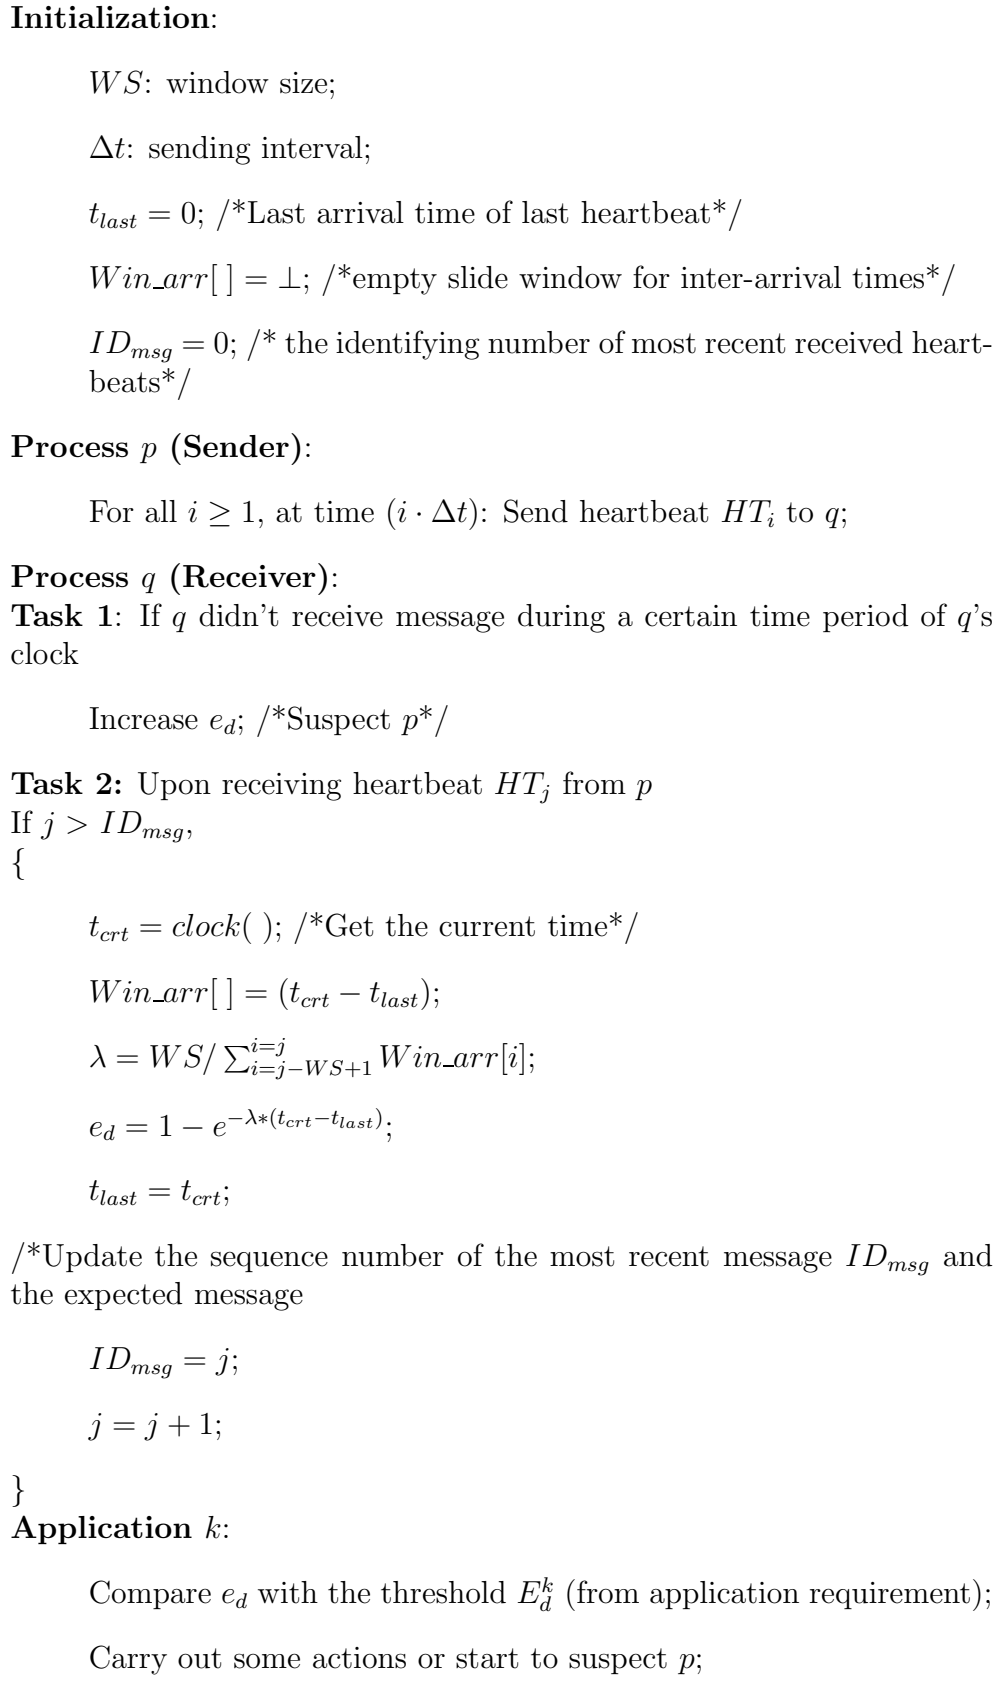 Initialization:
WS: window size;
Δt: sending interval;
t_last = 0; /*Last arrival time of last heartbeat*/
Win_arr[ ] = ⊥; /*empty slide window for inter-arrival times*/
ID_msg = 0; /* the identifying number of most recent received heart-
beats*/
Process p (Sender):
For all i ≥ 1, at time (i · Δt): Send heartbeat HT_i to q;
Process q (Receiver):
Task 1: If q didn't receive message during a certain time period of q's
clock
Increase e_d; /*Suspect p*/
Task 2: Upon receiving heartbeat HT_j from p
If j > ID_msg,
{
t_crt = clock( ); /*Get the current time*/
Win_arr[ ] = (t_crt − t_last);
λ = WS/ ∑_{i=j−WS+1}^{i=j} Win_arr[i];
e_d = 1 − e^{−λ*(t_crt−t_last)};
t_last = t_crt;
/*Update the sequence number of the most recent message ID_msg and
the expected message
ID_msg = j;
j = j + 1;
}
Application k:
Compare e_d with the threshold E_d^k (from application requirement);
Carry out some actions or start to suspect p;